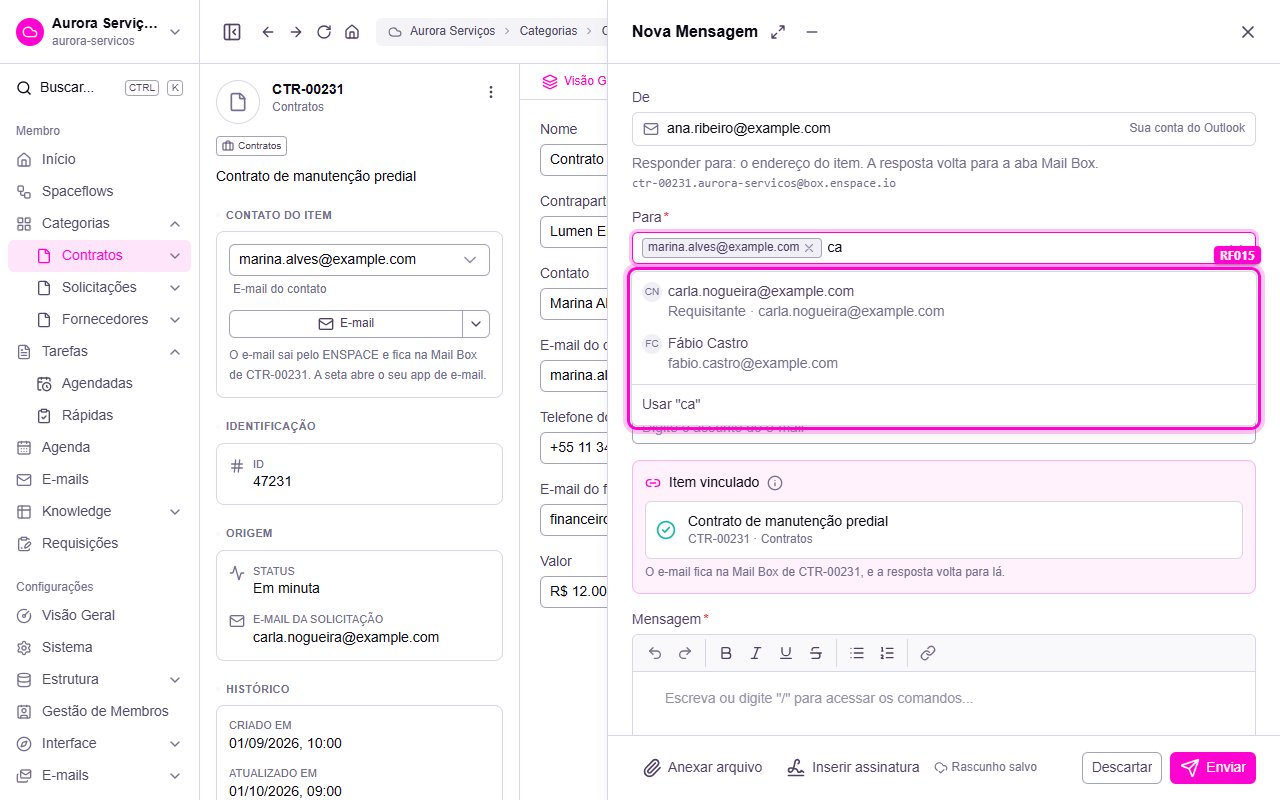 Aurora Serviç...
aurora-servicos
Buscar...
CTRL
K
Membro
Início
Spaceflows
Categorias
Contratos
Solicitações
Fornecedores
Tarefas
Agendadas
Rápidas
Agenda
E-mails
Knowledge
Requisições
Configurações
Visão Geral
Sistema
Estrutura
Gestão de Membros
Interface
E-mails
Aurora Serviços
Categorias
CTR-00231
Contratos
Contratos
Contrato de manutenção predial
CONTATO DO ITEM
marina.alves@example.com
E-mail do contato
E-mail
O e-mail sai pelo ENSPACE e fica na Mail Box
de CTR-00231. A seta abre o seu app de e-mail.
IDENTIFICAÇÃO
ID
47231
ORIGEM
STATUS
Em minuta
E-MAIL DA SOLICITAÇÃO
carla.nogueira@example.com
HISTÓRICO
CRIADO EM
01/09/2026, 10:00
ATUALIZADO EM
01/10/2026, 09:00
Visão G
Nome
Contrato
Contrapart
Lumen E
Contato
Marina Al
E-mail do c
marina.al
Telefone do
+55 11 34
E-mail do f
financeiro
Valor
R$ 12.00
Nova Mensagem
De
ana.ribeiro@example.com
Sua conta do Outlook
Responder para: o endereço do item. A resposta volta para a aba Mail Box.
ctr-00231.aurora-servicos@box.enspace.io
Para*
marina.alves@example.com
ca
RF015
CN
carla.nogueira@example.com
Requisitante · carla.nogueira@example.com
FC
Fábio Castro
fabio.castro@example.com
Usar "ca"
Digite o assunto do e-mail
Item vinculado
Contrato de manutenção predial
CTR-00231 · Contratos
O e-mail fica na Mail Box de CTR-00231, e a resposta volta para lá.
Mensagem*
Escreva ou digite "/" para acessar os comandos...
Anexar arquivo
Inserir assinatura
Rascunho salvo
Descartar
Enviar